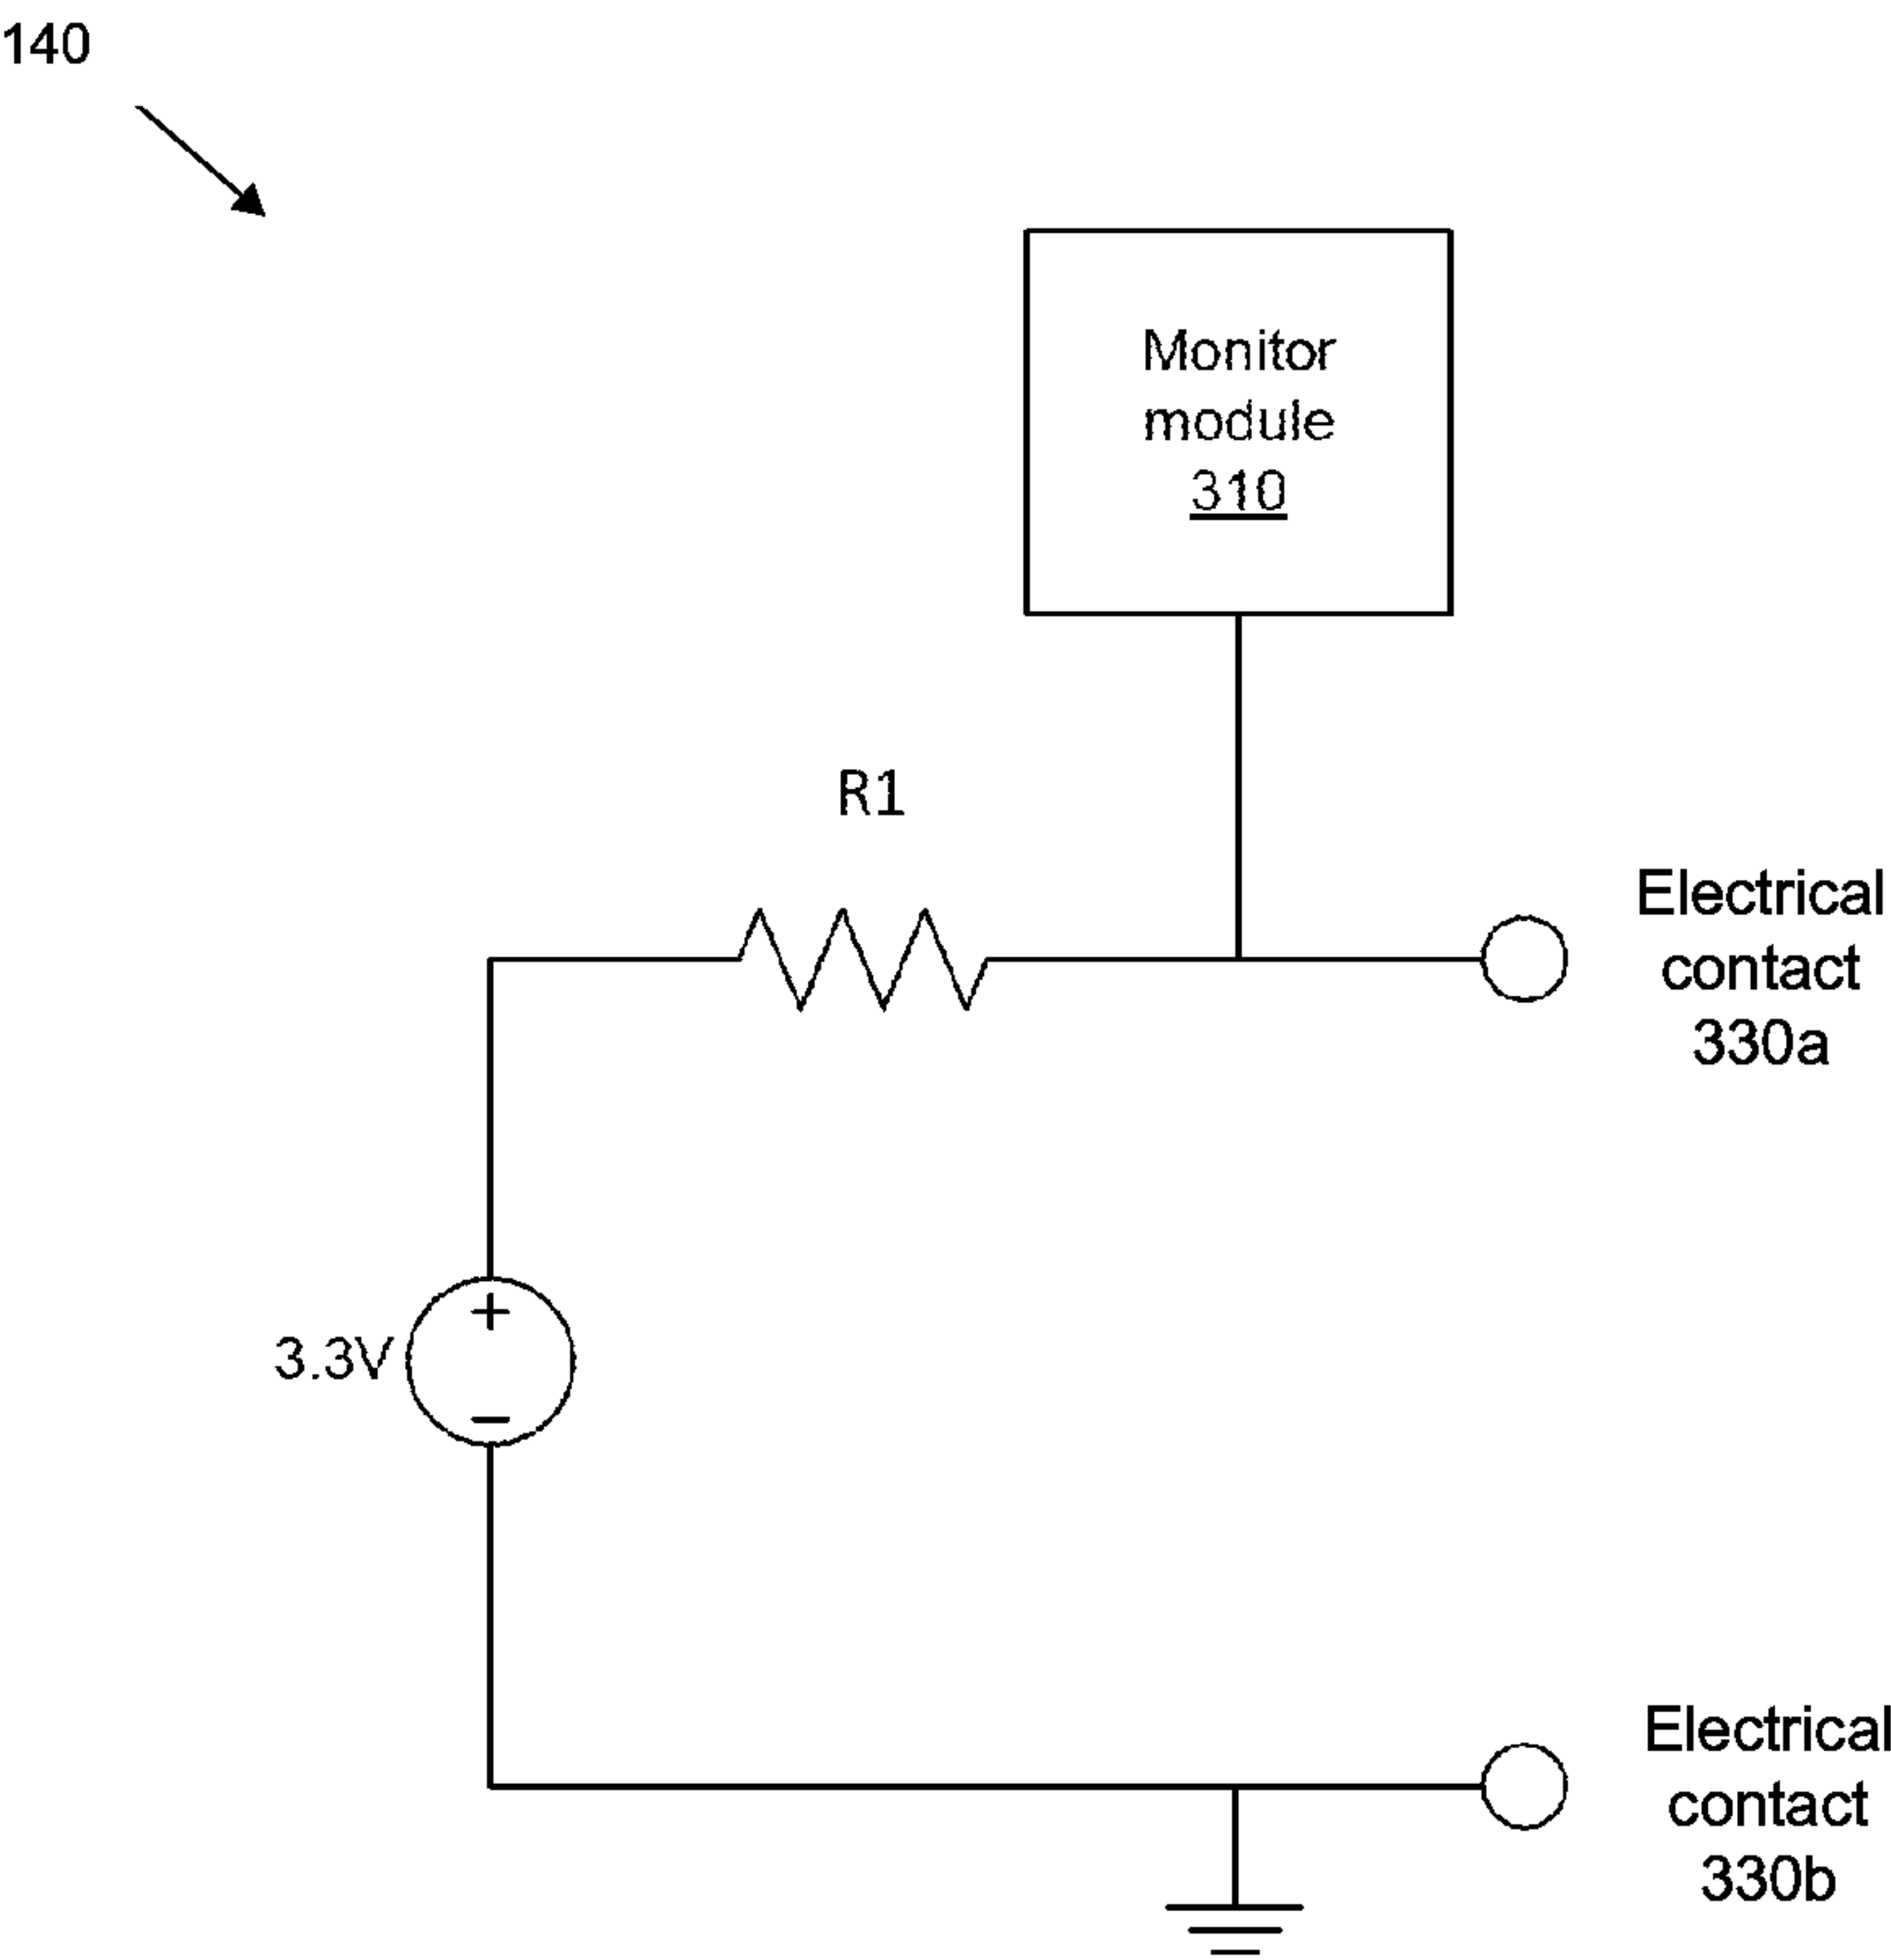 140
Monitor
module
310
R1
Electrical
contact
330a
3.3V
+
−
Electrical
contact
330b